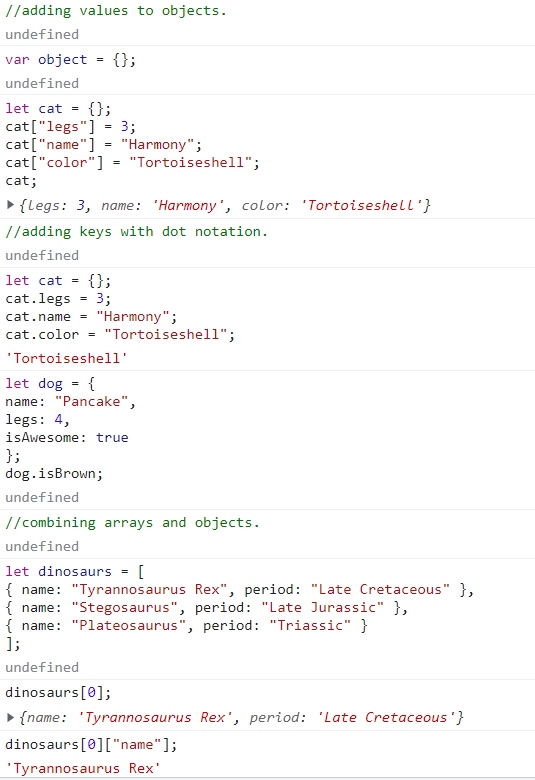 //adding values to objects.
undefined
var object = {};
undefined
let cat = {};
cat["legs"] = 3;
cat["name"] = "Harmony";
cat["color"] = "Tortoiseshell";
cat;
{legs: 3, name: 'Harmony', color: 'Tortoiseshell'}
//adding keys with dot notation.
undefined
let cat = {};
cat.legs = 3;
cat.name = "Harmony";
cat.color = "Tortoiseshell";
'Tortoiseshell'
let dog = {
name: "Pancake",
legs: 4,
isAwesome: true
};
dog.isBrown;
undefined
//combining arrays and objects.
undefined
let dinosaurs = [
{ name: "Tyrannosaurus Rex", period: "Late Cretaceous" },
{ name: "Stegosaurus", period: "Late Jurassic" },
{ name: "Plateosaurus", period: "Triassic" }
];
undefined
dinosaurs[0];
{name: 'Tyrannosaurus Rex', period: 'Late Cretaceous'}
dinosaurs[0]["name"];
'Tyrannosaurus Rex'